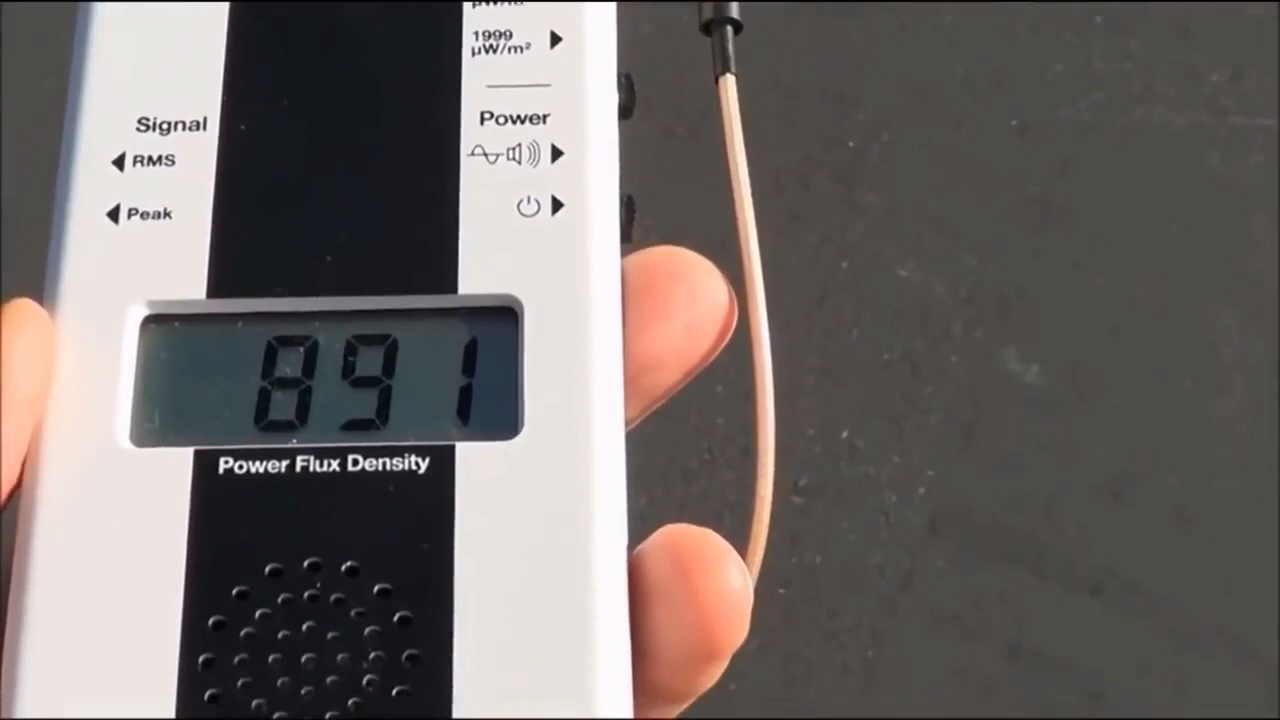 1999
µW/m²
Signal
Power
RMS
Peak
891
Power Flux Density